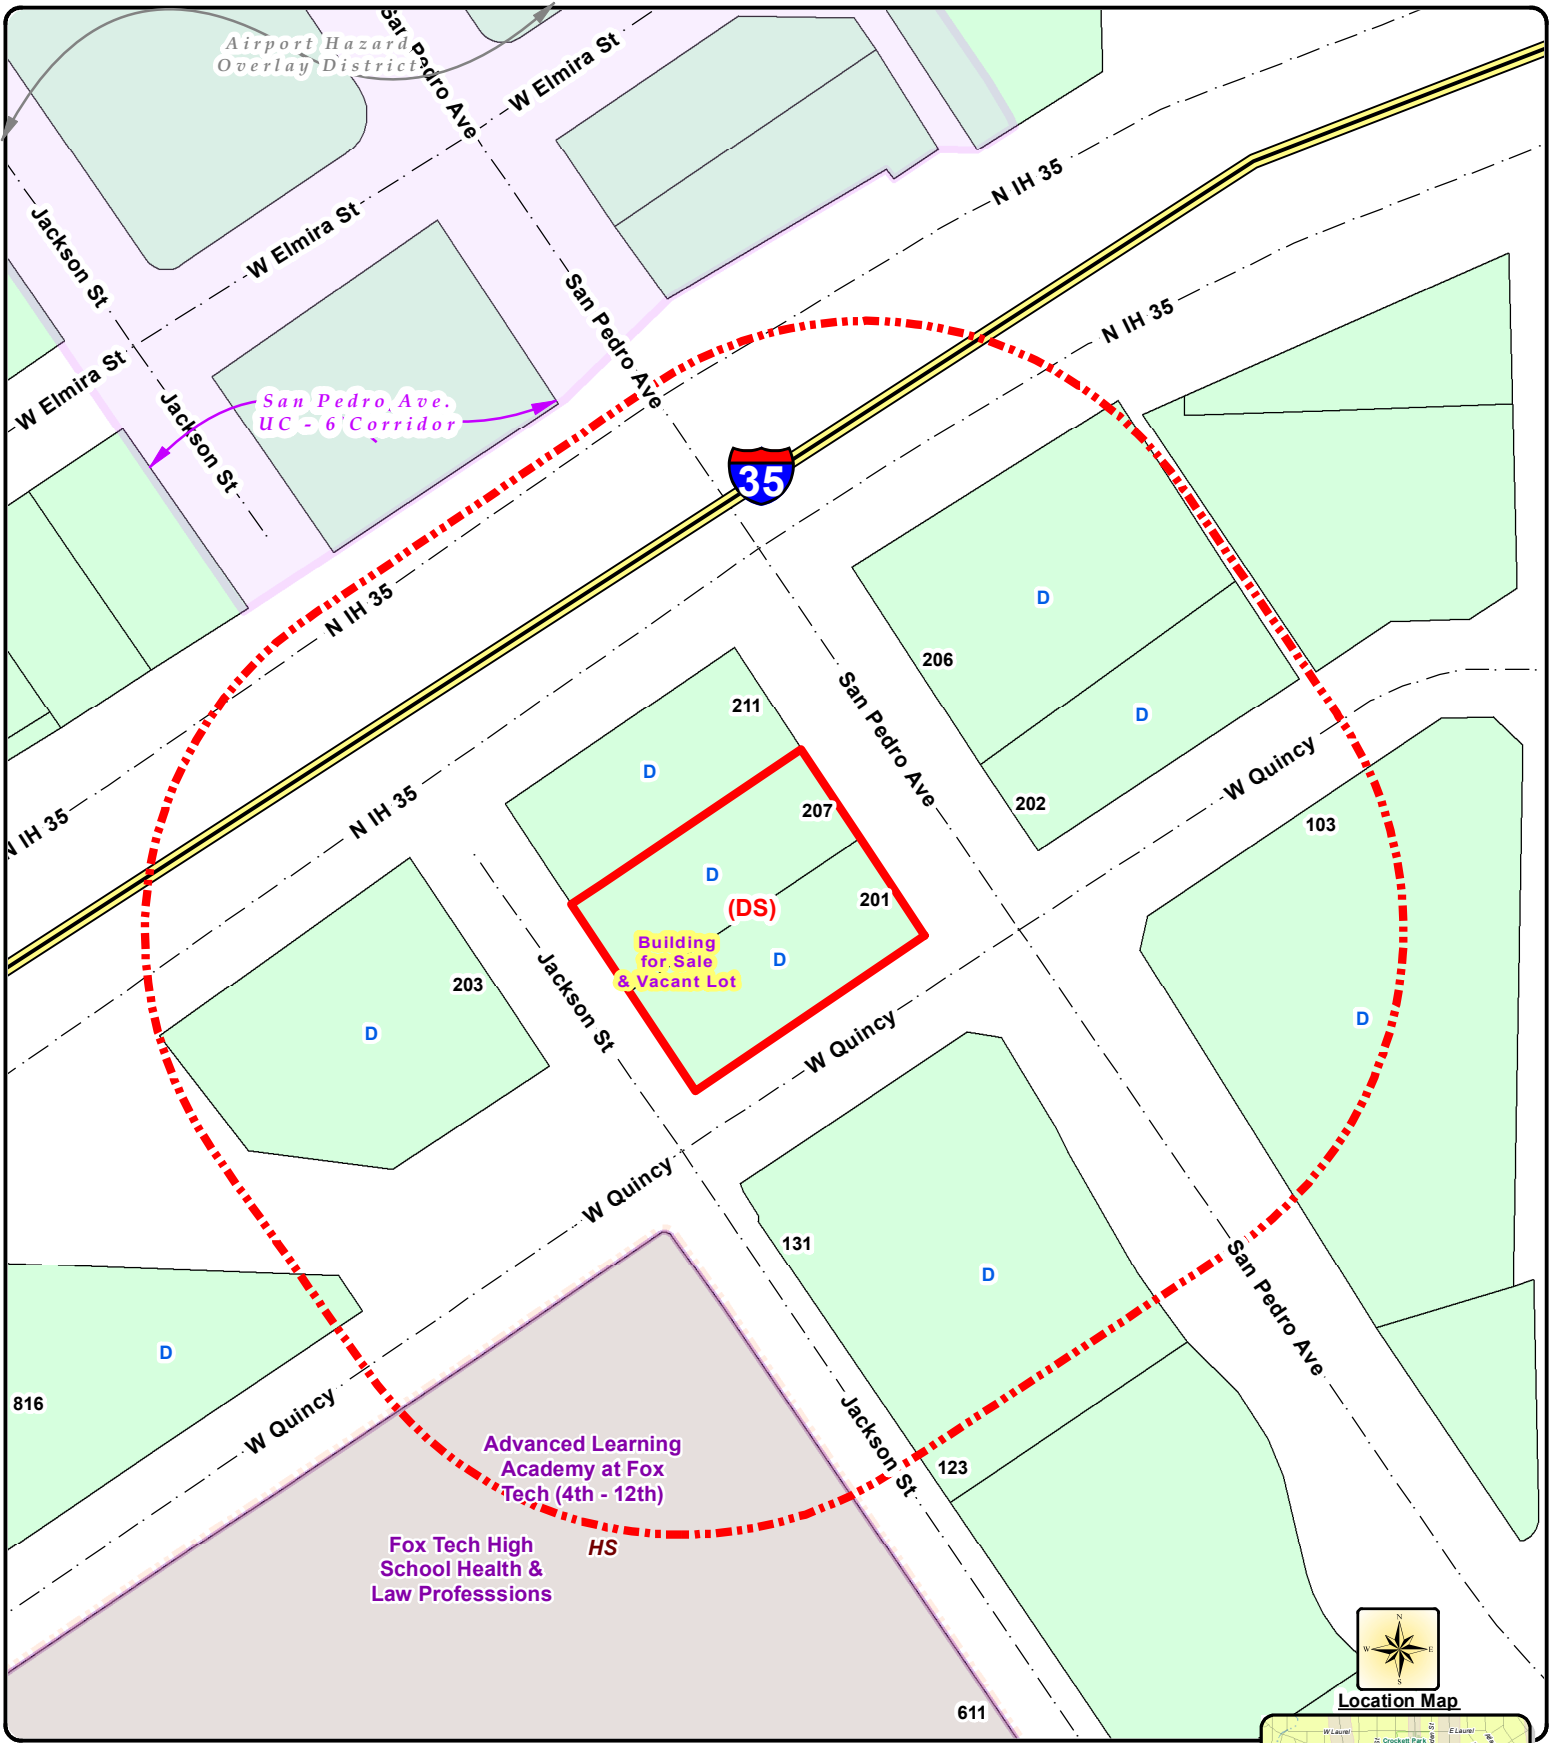 Airport Hazard
Overlay District
San Pedro Ave
W Elmira St
Jackson St
W Elmira St
N IH 35
San Pedro Ave
N IH 35
W Elmira St
Jackson St
San Pedro Ave.
UC - 6 Corridor
35
N IH 35
D
206
211
San Pedro Ave
D
W Quincy
D
202
207
103
N IH 35
N IH 35
D
201
(DS)
Building
for Sale
& Vacant Lot
D
203
Jackson St
D
D
W Quincy
W Quincy
131
D
San Pedro Ave
D
816
W Quincy
Jackson St
Advanced Learning
Academy at Fox
Tech (4th - 12th)
123
HS
Fox Tech High
School Health &
Law Professsions
N
W
E
S
Location Map
611
W Laurel
E Laurel
Crockett Park